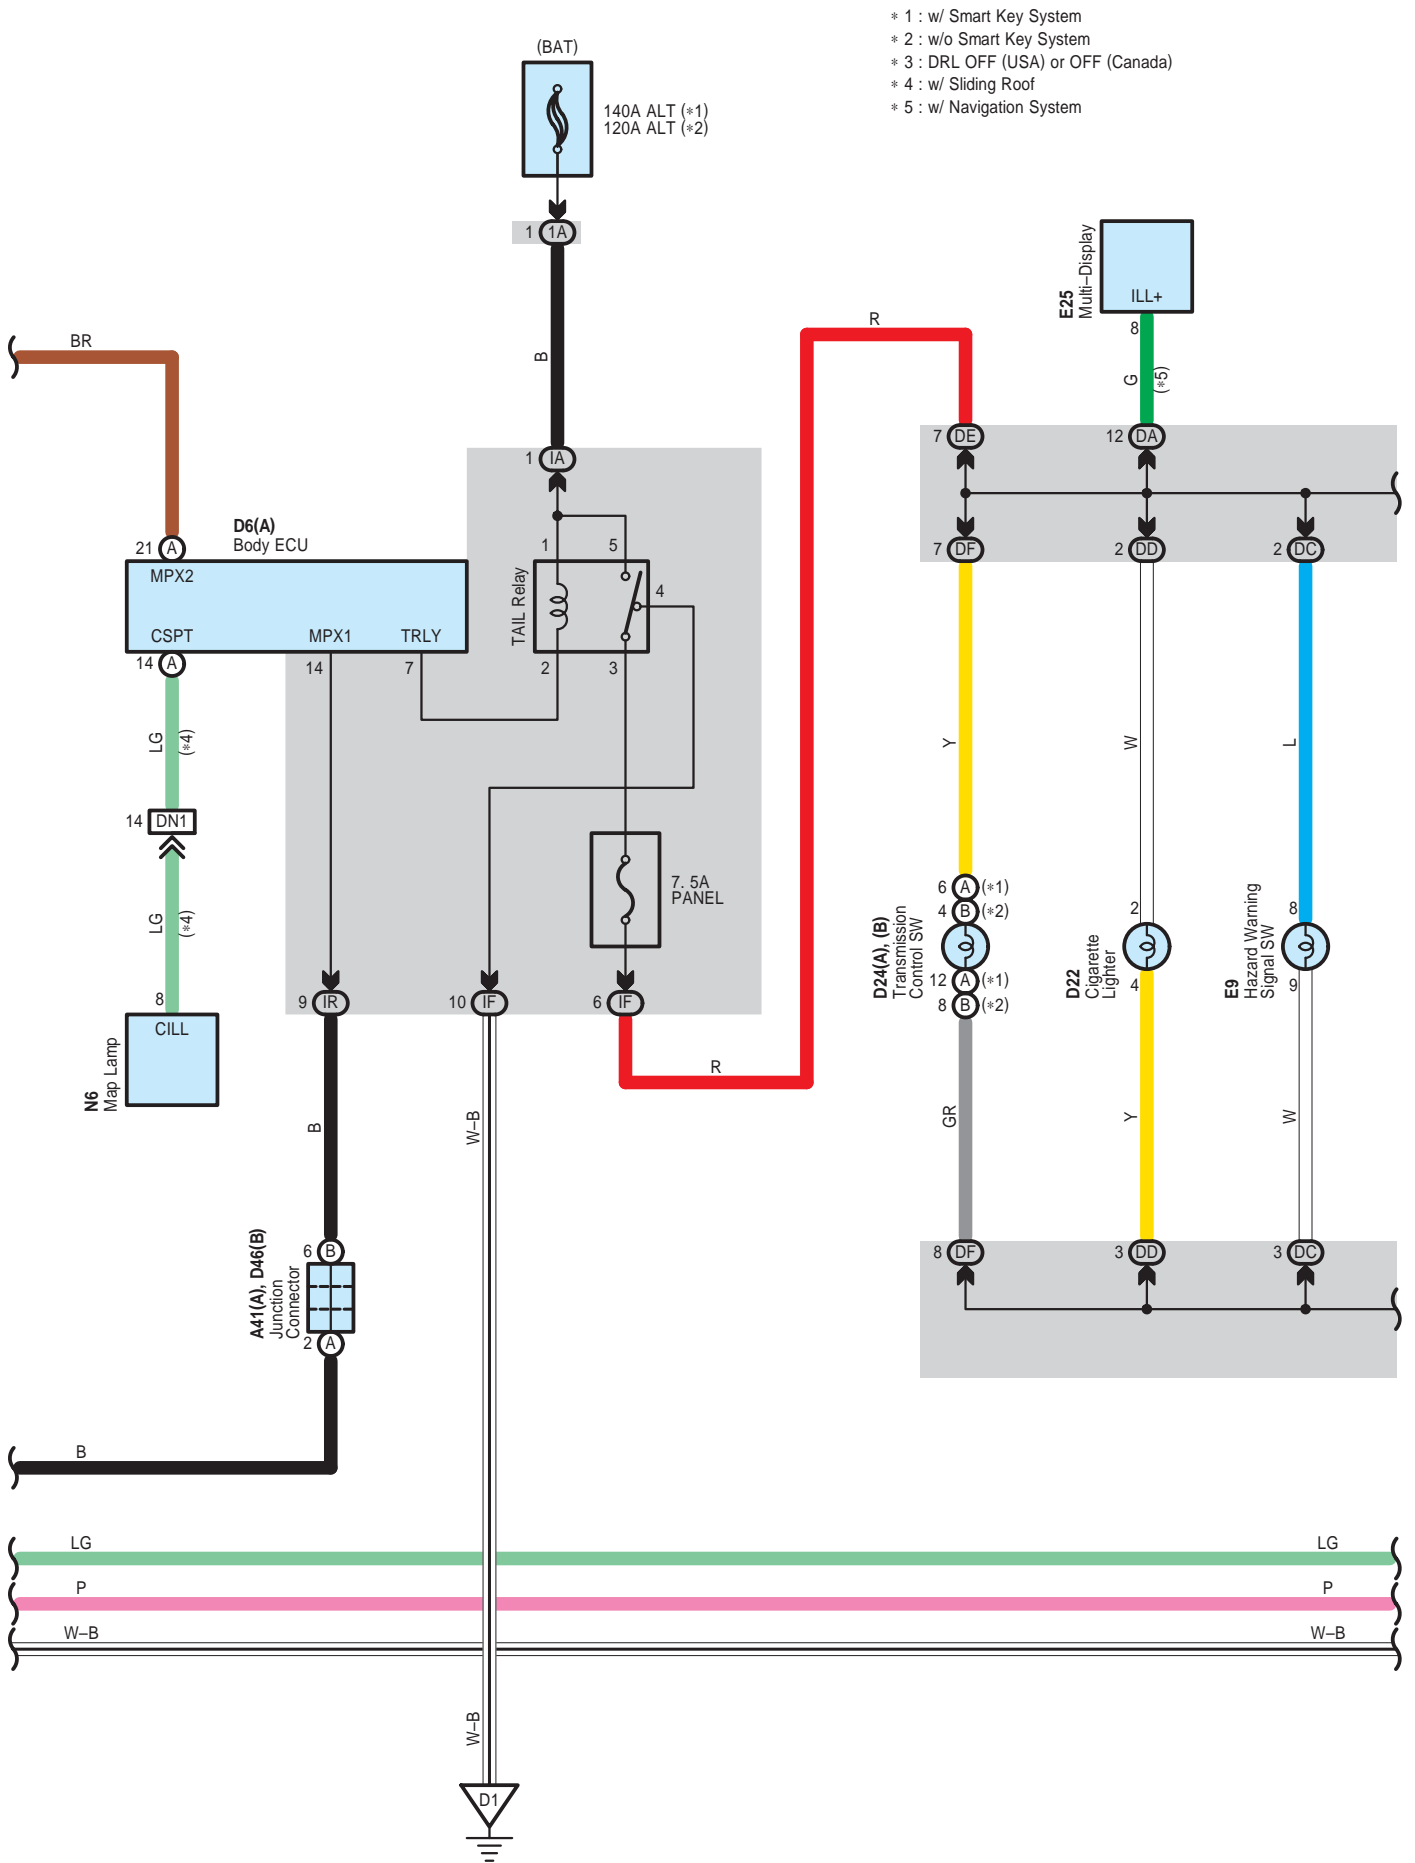 ∗ 1 : w/ Smart Key System
∗ 2 : w/o Smart Key System
∗ 3 : DRL OFF (USA) or OFF (Canada)
∗ 4 : w/ Sliding Roof
∗ 5 : w/ Navigation System
(BAT)
140A ALT (∗1)
120A ALT (∗2)
1 1A
B
E25
Multi–Display
ILL+
8
G
(∗5)
BR
R
7 DE
12 DA
1 IA
D6(A)
Body ECU
21 A
MPX2
CSPT
MPX1
TRLY
14 A
14
7
1
5
TAIL Relay
4
2
3
7 DF
2 DD
2 DC
LG
(∗4)
14 DN1
LG
(∗4)
8
CILL
N6
Map Lamp
Y
W
L
7. 5A
PANEL
6 A (∗1)
4 B (∗2)
D24(A), (B)
Transmission
Control SW
12 A (∗1)
8 B (∗2)
2
D22
Cigarette
Lighter
4
8
E9
Hazard Warning
Signal SW
9
9 IR
10 IF
6 IF
R
B
W–B
GR
Y
W
A41(A), D46(B)
Junction
Connector
6 B
2 A
8 DF
3 DD
3 DC
B
LG
LG
P
P
W–B
W–B
W–B
D1